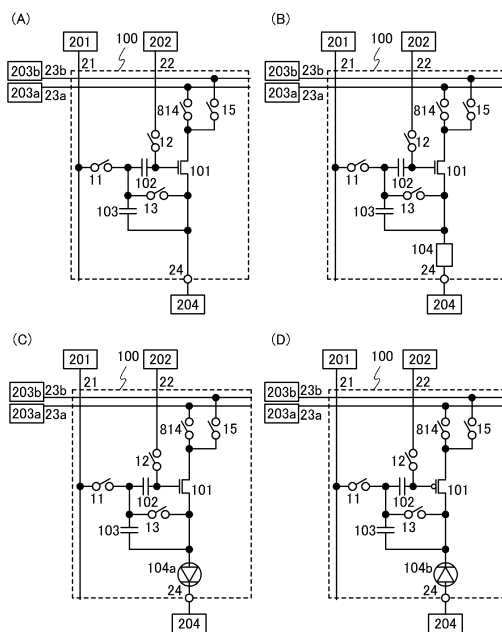 (A)
201 100 202
21 22
203b 23b
203a 23a
814 15
12
11 102 101
103 13
24
204
(B)
201 100 202
21 22
203b 23b
203a 23a
814 15
12
11 102 101
103 13
104
24
204
(C)
201 100 202
21 22
203b 23b
203a 23a
814 15
12
11 102 101
103 13
104a
24
204
(D)
201 100 202
21 22
203b 23b
203a 23a
814 15
12
11 102 101
103 13
104b
24
204